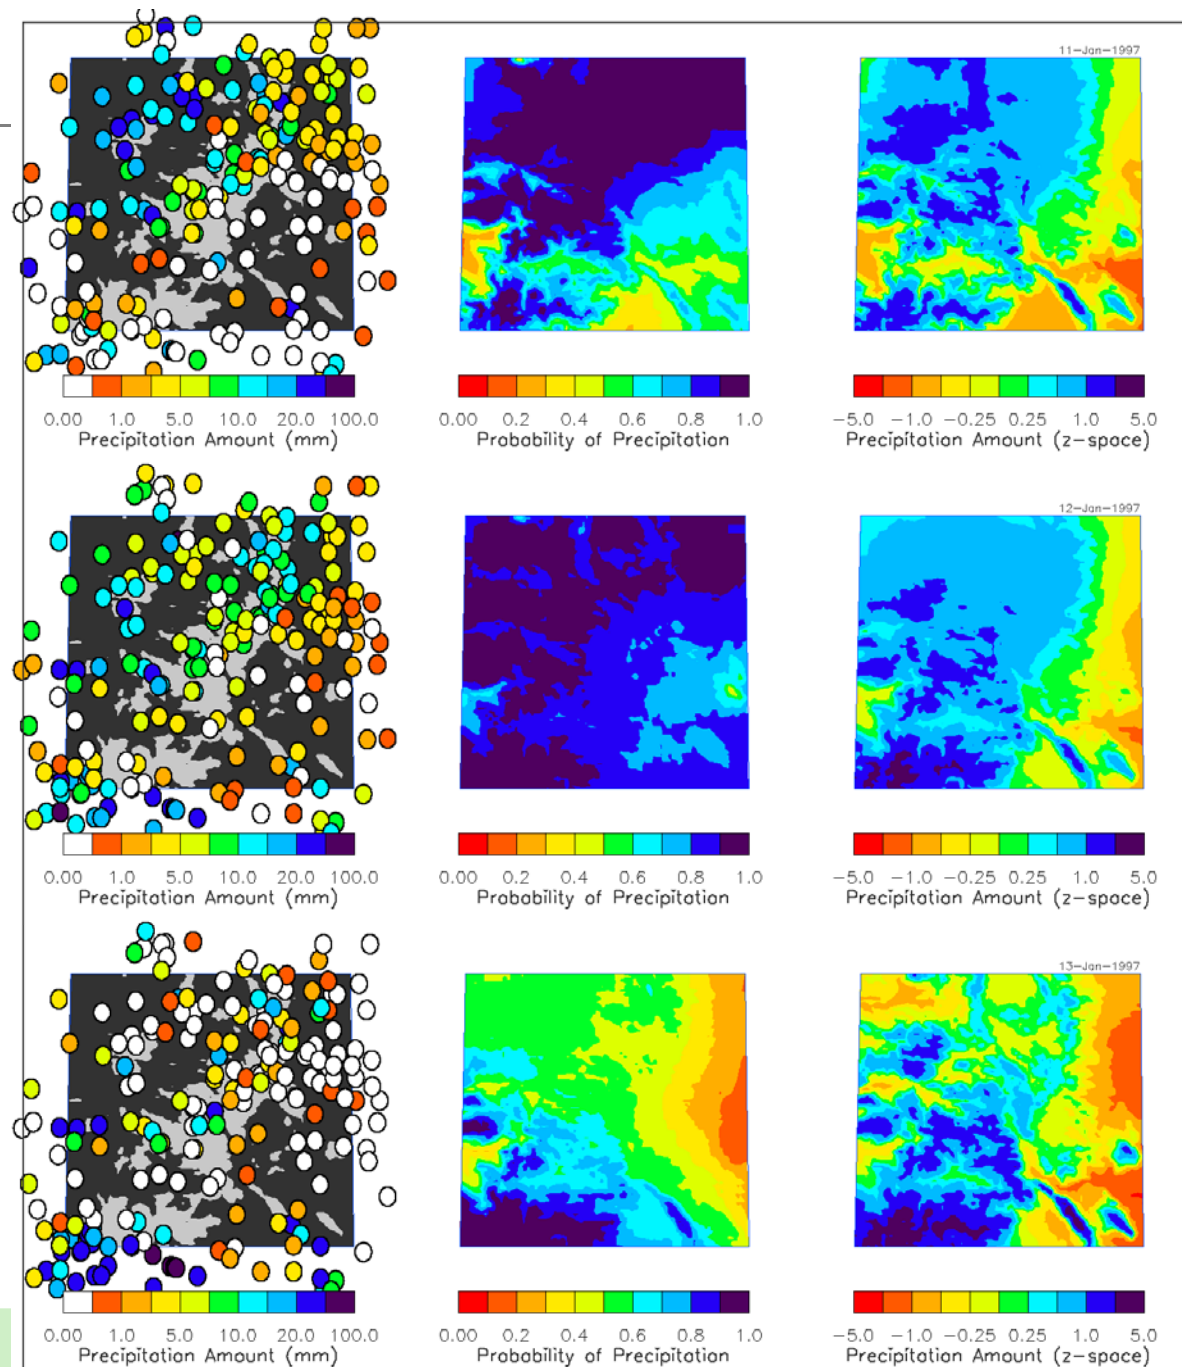 11-Jan-1997
0.00 1.0 5.0 10.0 20.0 100.0
Precipitation Amount (mm)
0.00 0.2 0.4 0.6 0.8 1.0
Probability of Precipitation
-5.0 -1.0 -0.25 0.25 1.0 5.0
Precipitation Amount (z-space)
12-Jan-1997
0.00 1.0 5.0 10.0 20.0 100.0
Precipitation Amount (mm)
0.00 0.2 0.4 0.6 0.8 1.0
Probability of Precipitation
-5.0 -1.0 -0.25 0.25 1.0 5.0
Precipitation Amount (z-space)
13-Jan-1997
0.00 1.0 5.0 10.0 20.0 100.0
Precipitation Amount (mm)
0.00 0.2 0.4 0.6 0.8 1.0
Probability of Precipitation
-5.0 -1.0 -0.25 0.25 1.0 5.0
Precipitation Amount (z-space)